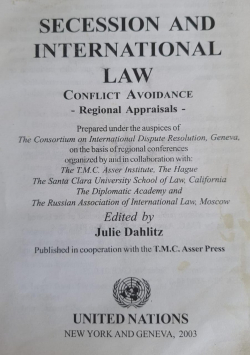 SECESSION AND
INTERNATIONAL
LAW
CONFLICT AVOIDANCE
- Regional Appraisals -
Prepared under the auspices of
The Consortium on International Dispute Resolution, Geneva,
on the basis of regional conferences
organized by and in collaboration with:
The T.M.C. Asser Institute, The Hague
The Santa Clara University School of Law, California
The Diplomatic Academy and
The Russian Association of International Law, Moscow
Edited by
Julie Dahlitz
Published in cooperation with the T.M.C. Asser Press
UNITED NATIONS
NEW YORK AND GENEVA, 2003